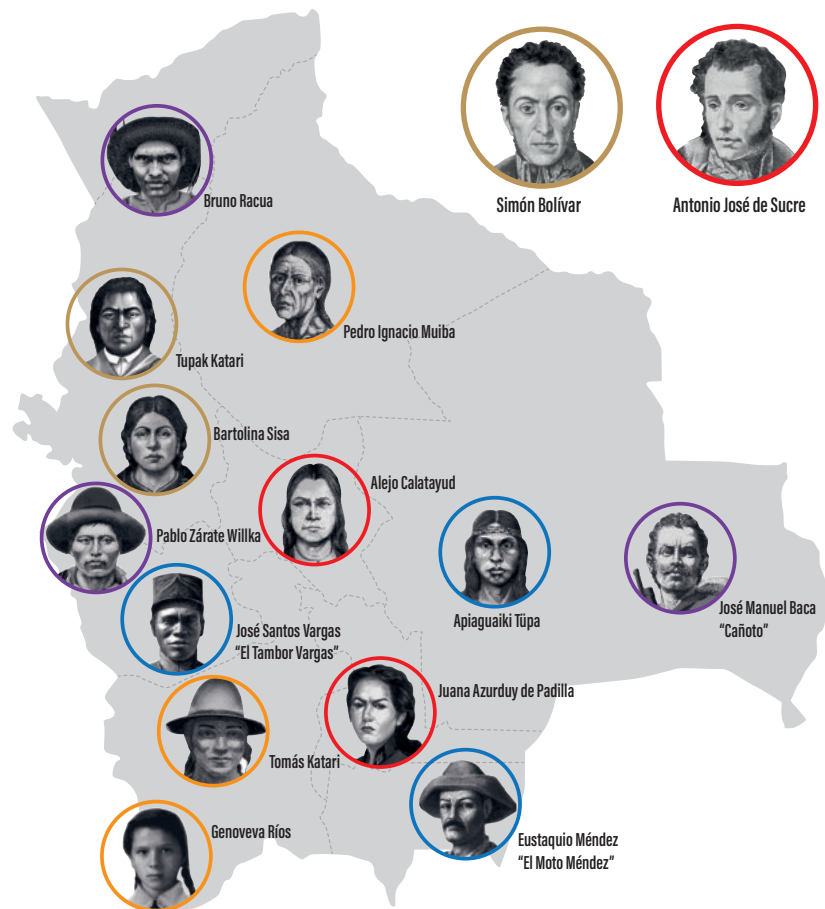 Simón Bolívar
Antonio José de Sucre
Bruno Racua
Pedro Ignacio Muiba
Tupak Katari
Bartolina Sisa
Alejo Calatayud
Pablo Zárate Willka
Apiaguaiki Tüpa
José Manuel Baca
“Cañoto”
José Santos Vargas
"El Tambor Vargas"
Juana Azurduy de Padilla
Tomás Katari
Genoveva Ríos
Eustaquio Méndez
“El Moto Méndez”